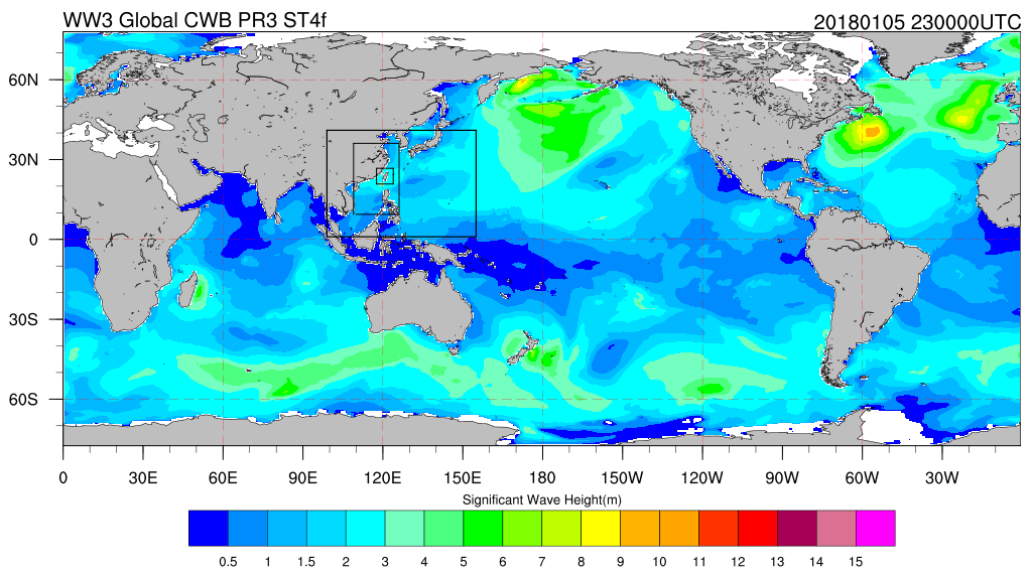 WW3 Global CWB PR3 ST4f 20180105 230000UTC
60N
30N
0
30S
60S
0 30E 60E 90E 120E 150E 180 150W 120W 90W 60W 30W
Significant Wave Height(m)
0.5 1 1.5 2 3 4 5 6 7 8 9 10 11 12 13 14 15